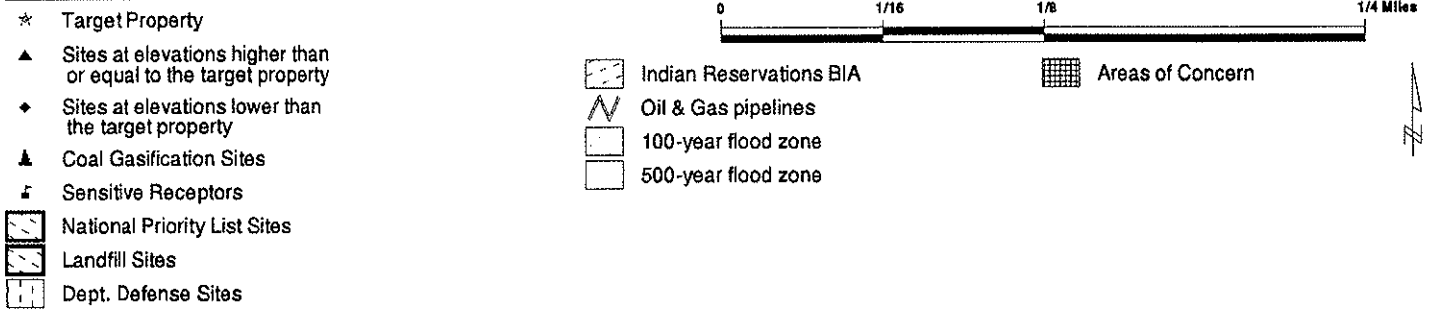 Target Property
Sites at elevations higher than
or equal to the target property
Sites at elevations lower than
the target property
Coal Gasification Sites
Sensitive Receptors
National Priority List Sites
Landfill Sites
Dept. Defense Sites
0 1/16 1/8 1/4 Miles
Indian Reservations BIA
Oil & Gas pipelines
100-year flood zone
500-year flood zone
Areas of Concern